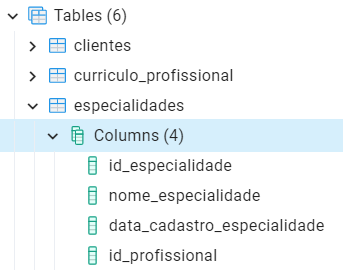 Tables (6)
clientes
curriculo_profissional
especialidades
Columns (4)
id_especialidade
nome_especialidade
data_cadastro_especialidade
id_profissional